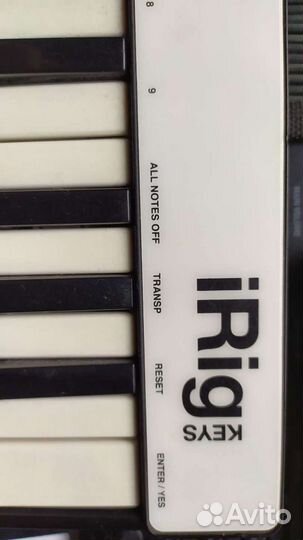 8
9
ALL NOTES OFF
TRANSP
RESET
ENTER / YES
iRig
KEYS
Avito